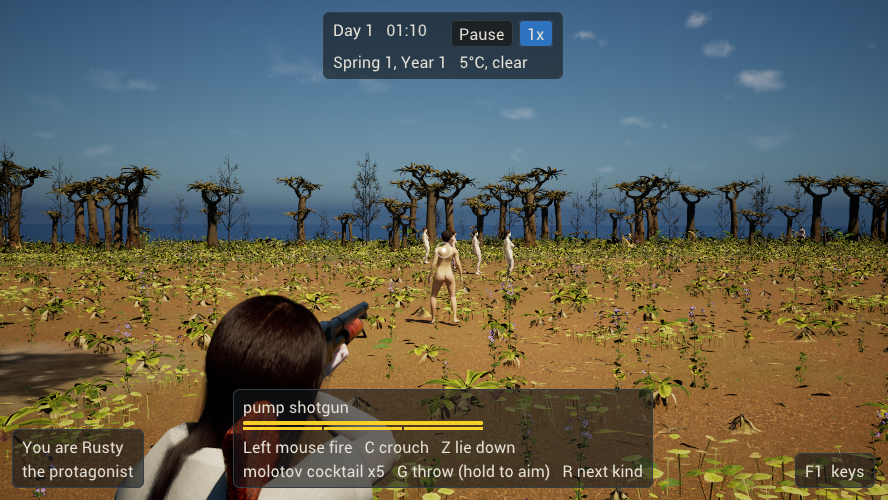 Day 1 01:10 Pause 1x
Spring 1, Year 1 5°C, clear
pump shotgun
Left mouse fire C crouch Z lie down
molotov cocktail x5 G throw (hold to aim) R next kind
You are Rusty
the protagonist
F1 keys